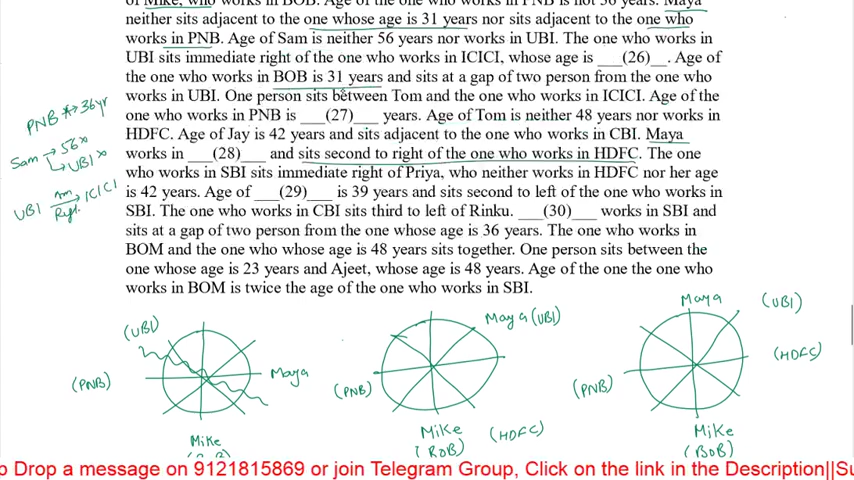 of Mike, who works in BOB. Age of the one who works in PNB is not 36 years. Maya
neither sits adjacent to the one whose age is 31 years nor sits adjacent to the one who
works in PNB. Age of Sam is neither 56 years nor works in UBI. The one who works in
UBI sits immediate right of the one who works in ICICI, whose age is ___(26)__. Age of
the one who works in BOB is 31 years and sits at a gap of two person from the one who
works in UBI. One person sits between Tom and the one who works in ICICI. Age of the
one who works in PNB is ___(27)___ years. Age of Tom is neither 48 years nor works in
HDFC. Age of Jay is 42 years and sits adjacent to the one who works in CBI. Maya
works in ___(28)___ and sits second to right of the one who works in HDFC. The one
who works in SBI sits immediate right of Priya, who neither works in HDFC nor her age
is 42 years. Age of ___(29)___ is 39 years and sits second to left of the one who works in
SBI. The one who works in CBI sits third to left of Rinku. ___(30)___ works in SBI and
sits at a gap of two person from the one whose age is 36 years. The one who works in
BOM and the one whose age is 48 years sits together. One person sits between the
one whose age is 23 years and Ajeet, whose age is 48 years. Age of the one the one who
works in BOM is twice the age of the one who works in SBI.
PNB 36yr
Sam → 56 x
↳ UBI x
UBI Imm Rgt. ICICI
(UBI)
(PNB)
Maya
Mike
Maya (UBI)
(PNB)
Mike
(HDFC)
(BOB)
Maya
(UBI)
(HDFC)
(PNB)
Mike
(BOB)
o Drop a message on 9121815869 or join Telegram Group, Click on the link in the Description||Su